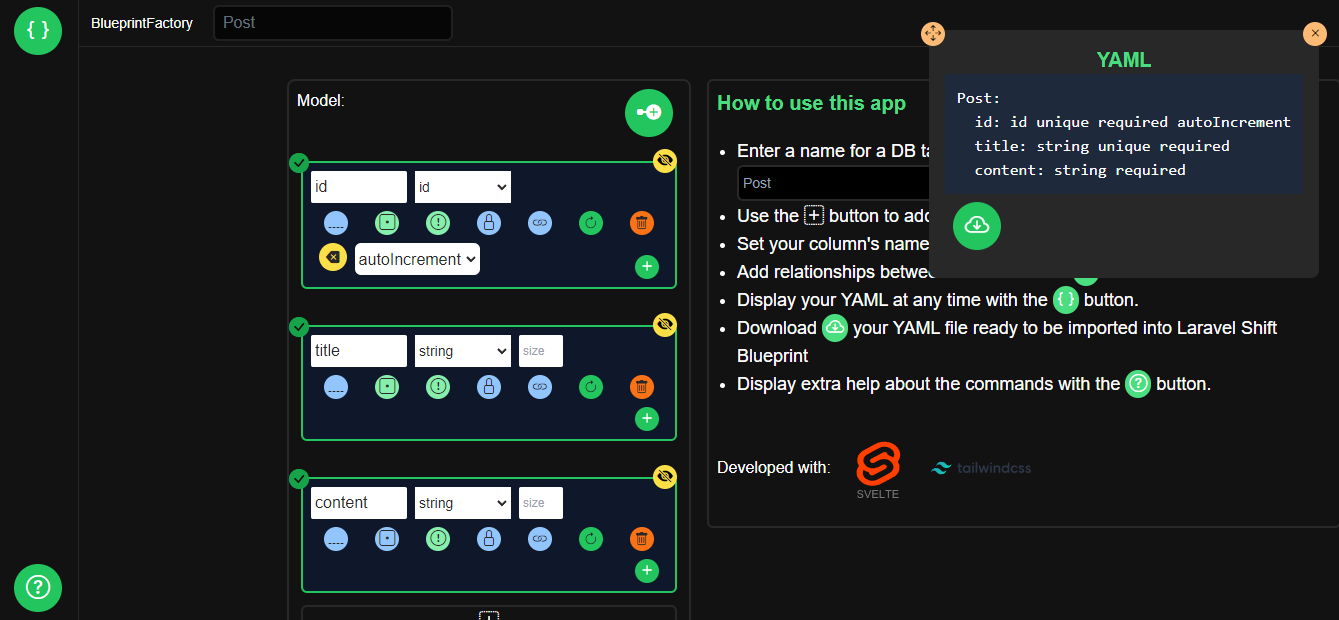 { }
BlueprintFactory
Post
Model:
id
id
autoIncrement
title
string
size
content
string
size
How to use this app
Enter a name for a DB ta
Post
Use the + button to add
Set your column's name
Add relationships betwe
Display your YAML at any time with the { } button.
Download your YAML file ready to be imported into Laravel Shift
Blueprint
Display extra help about the commands with the ? button.
Developed with:
SVELTE
tailwindcss
YAML
Post:
id: id unique required autoIncrement
title: string unique required
content: string required
?